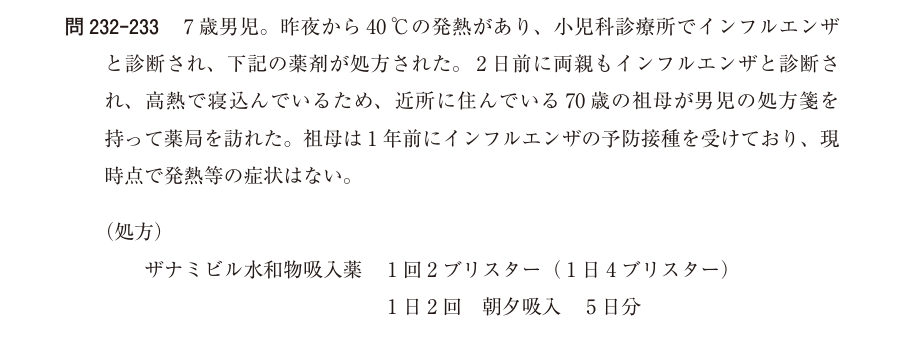 問 232-233　7 歳男児。昨夜から 40 ℃の発熱があり、小児科診療所でインフルエンザ
と診断され、下記の薬剤が処方された。2 日前に両親もインフルエンザと診断さ
れ、高熱で寝込んでいるため、近所に住んでいる 70 歳の祖母が男児の処方箋を
持って薬局を訪れた。祖母は 1 年前にインフルエンザの予防接種を受けており、現
時点で発熱等の症状はない。
（処方）
ザナミビル水和物吸入薬　1 回 2 ブリスター（1 日 4 ブリスター）
1 日 2 回　朝夕吸入　5 日分